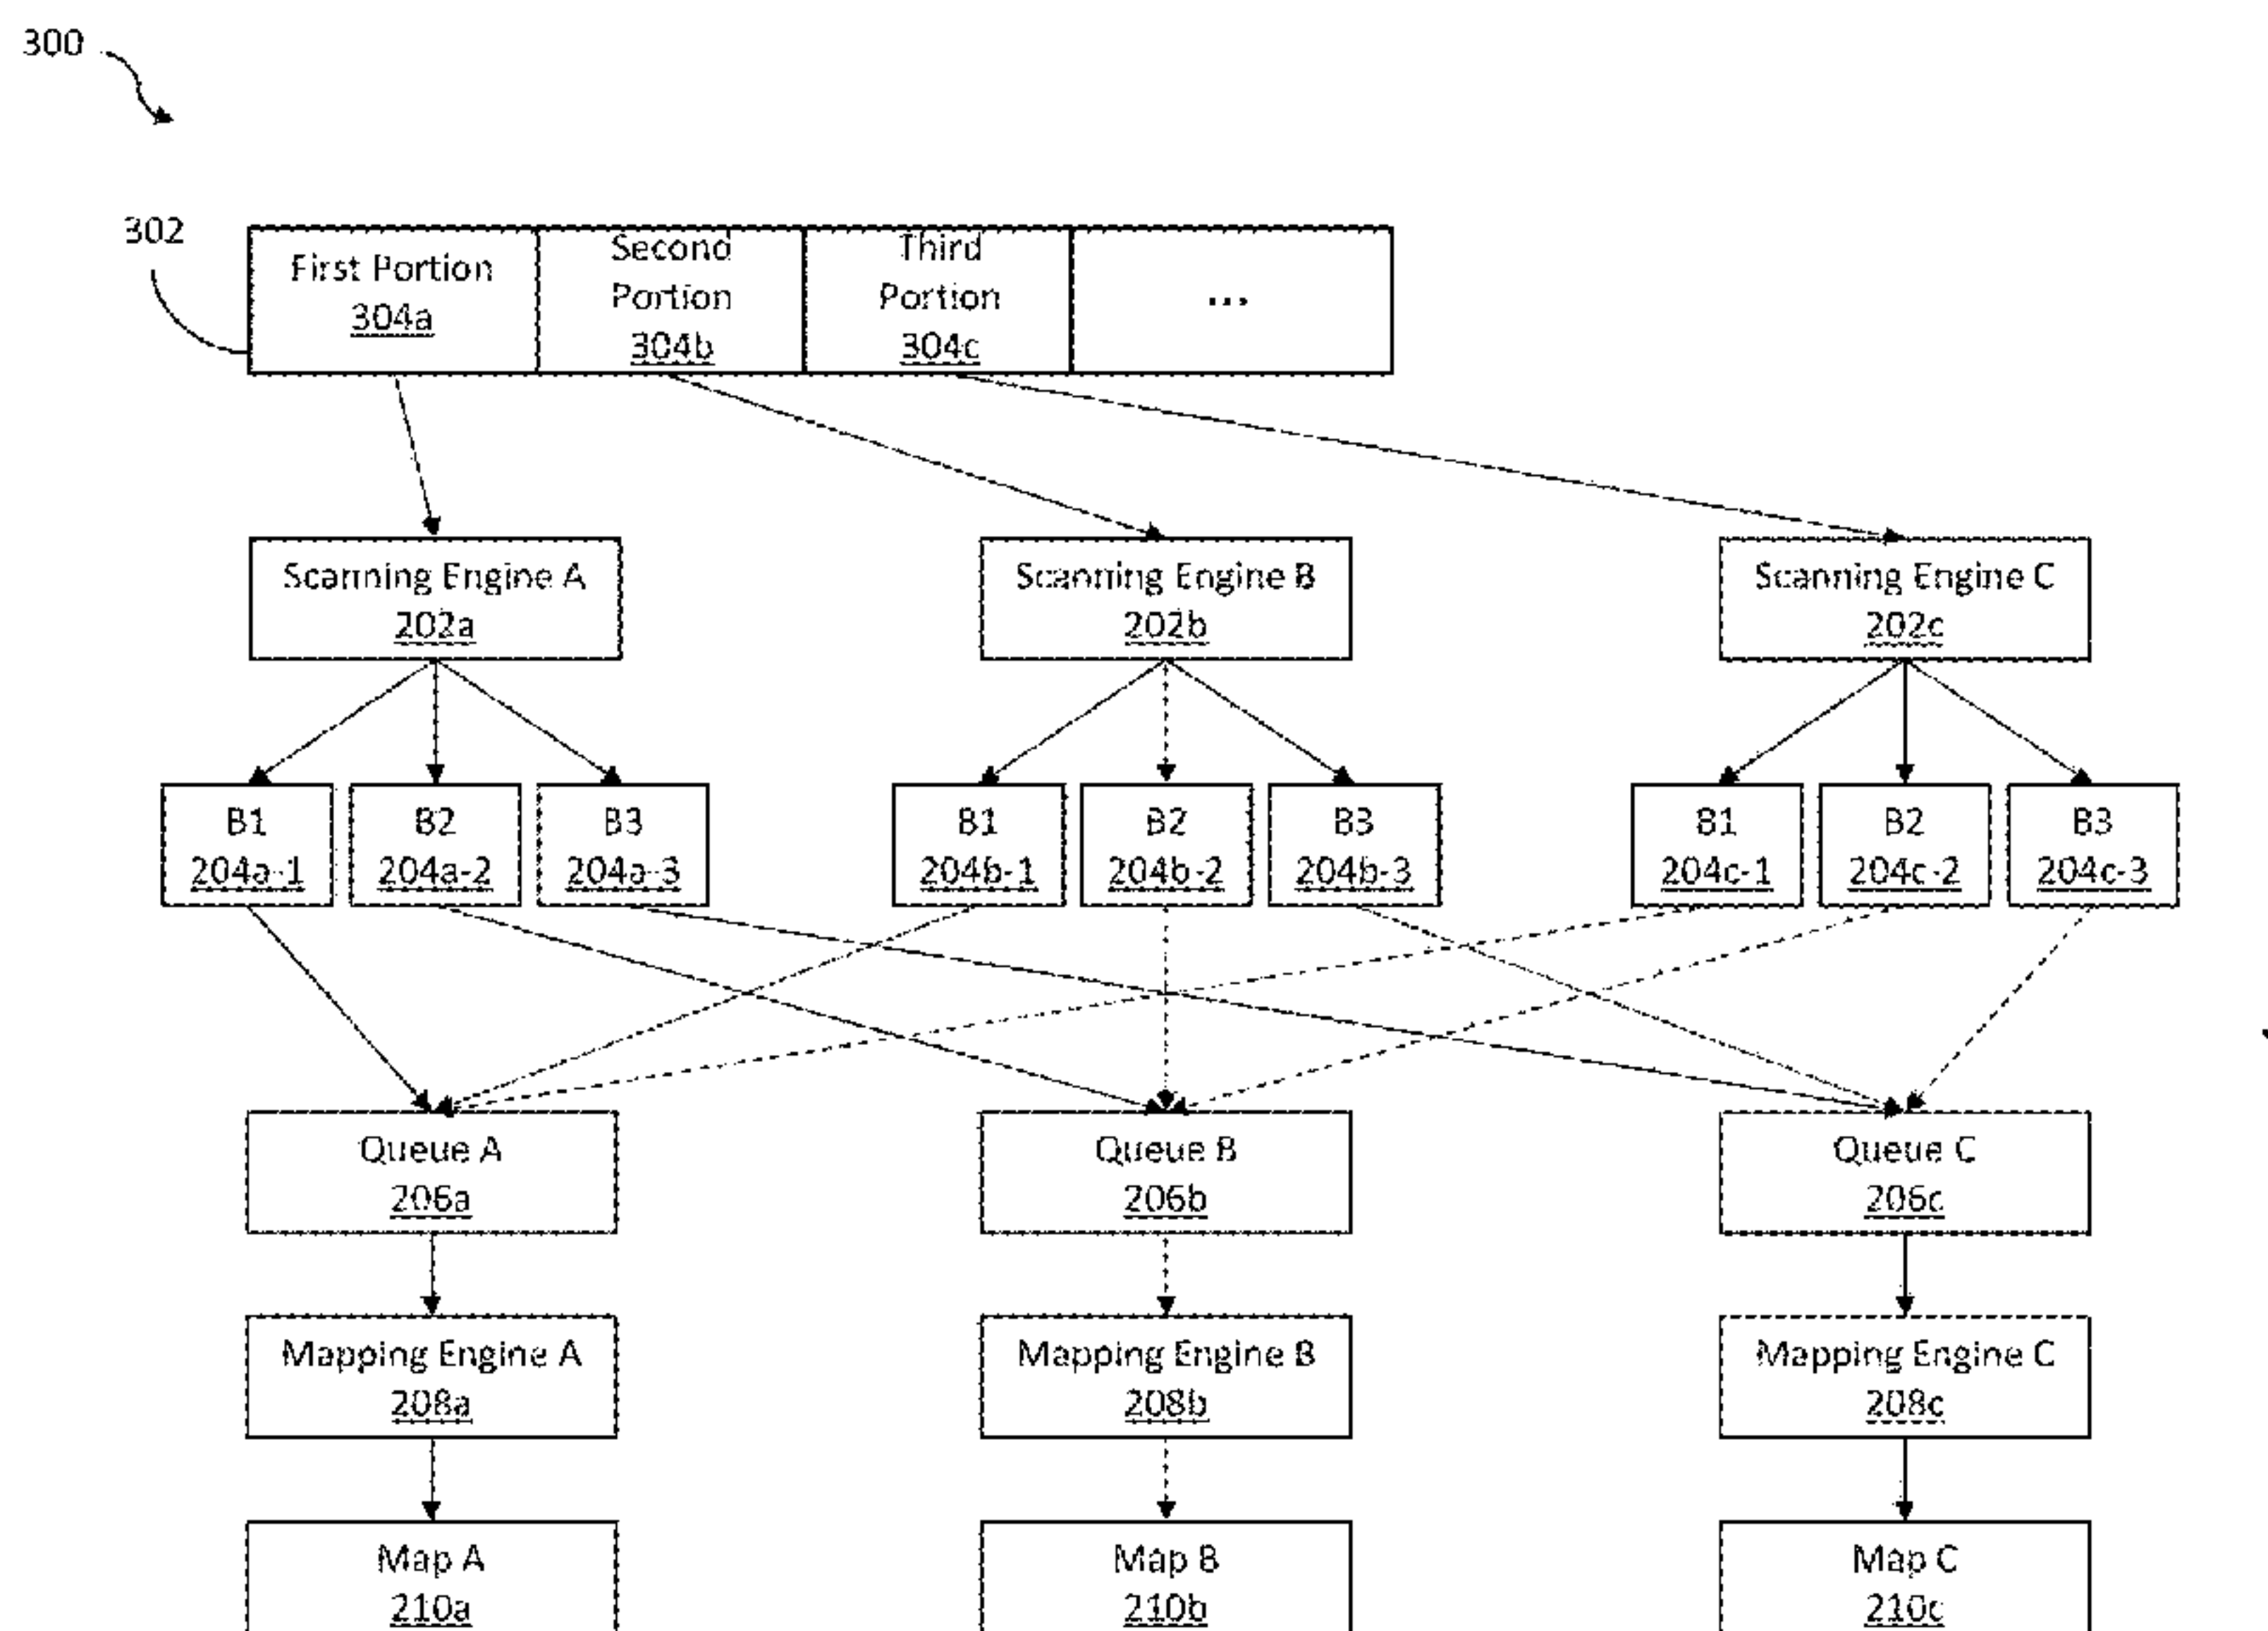 300
302
First Portion
304a
Second
Portion
304b
Third
Portion
304c
...
Scanning Engine A
202a
Scanning Engine B
202b
Scanning Engine C
202c
B1
204a-1
B2
204a-2
B3
204a-3
B1
204b-1
B2
204b-2
B3
204b-3
B1
204c-1
B2
204c-2
B3
204c-3
Queue A
206a
Queue B
206b
Queue C
206c
Mapping Engine A
208a
Mapping Engine B
208b
Mapping Engine C
208c
Map A
210a
Map B
210b
Map C
210c